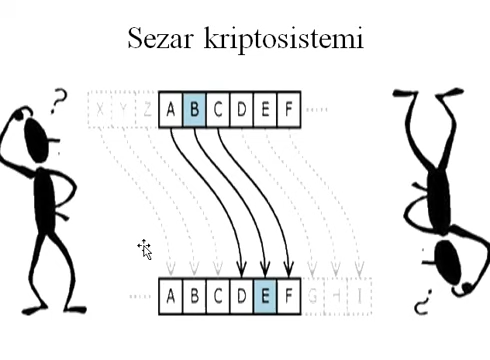 Sezar kriptosistemi
?
X Y Z A B C D E F ......
...... A B C D E F G H I
?